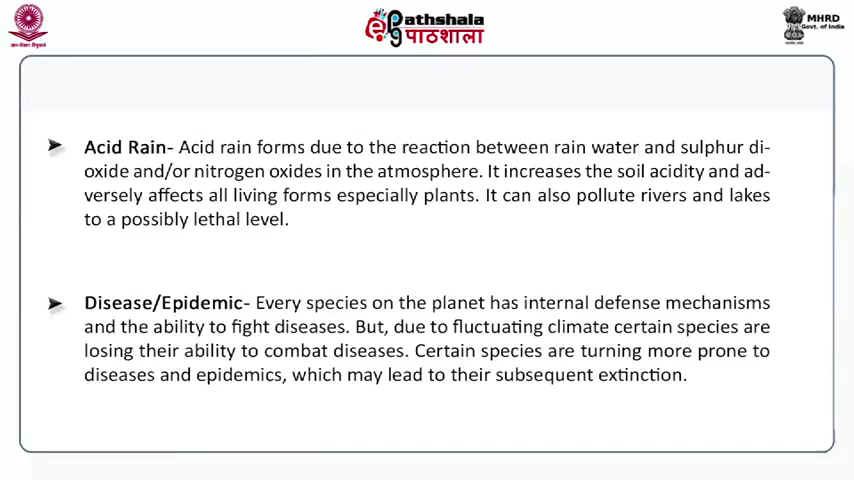 Pathshala
पाठशाला
MHRD
Govt. of India
Acid Rain- Acid rain forms due to the reaction between rain water and sulphur di-
oxide and/or nitrogen oxides in the atmosphere. It increases the soil acidity and ad-
versely affects all living forms especially plants. It can also pollute rivers and lakes
to a possibly lethal level.
Disease/Epidemic- Every species on the planet has internal defense mechanisms
and the ability to fight diseases. But, due to fluctuating climate certain species are
losing their ability to combat diseases. Certain species are turning more prone to
diseases and epidemics, which may lead to their subsequent extinction.